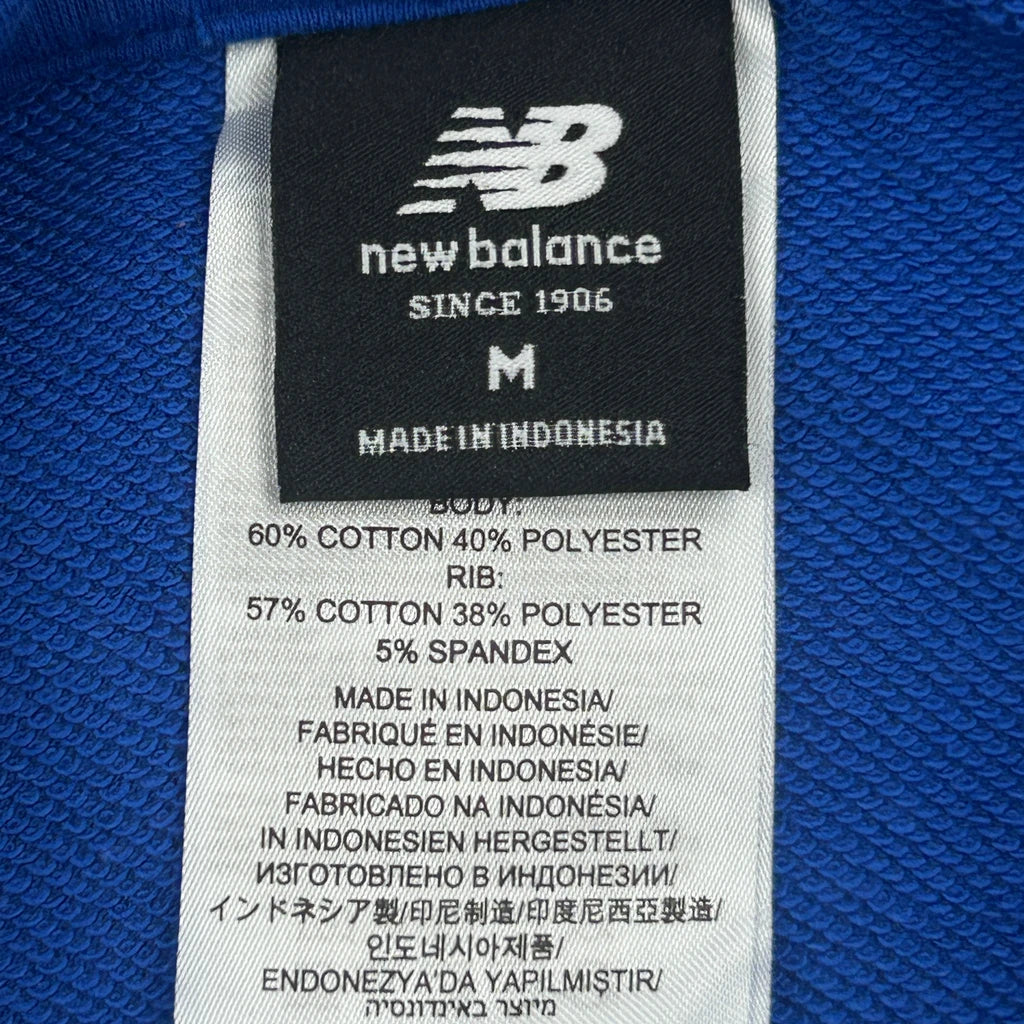 NB
new balance
SINCE 1906
M
MADE IN INDONESIA
BODY:
60% COTTON 40% POLYESTER
RIB:
57% COTTON 38% POLYESTER
5% SPANDEX
MADE IN INDONESIA/
FABRIQUÉ EN INDONÉSIE/
HECHO EN INDONESIA/
FABRICADO NA INDONÉSIA/
IN INDONESIEN HERGESTELLT/
ИЗГОТОВЛЕНО В ИНДОНЕЗИИ/
インドネシア製/印尼制造/印度尼西亞製造/
인도네시아제품/
ENDONEZYA'DA YAPILMIŞTIR/
מיוצר באינדונסיה